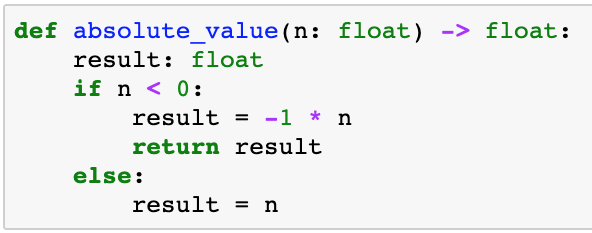 def absolute_value(n: float) -> float:
    result: float
    if n < 0:
        result = -1 * n
        return result
    else:
        result = n